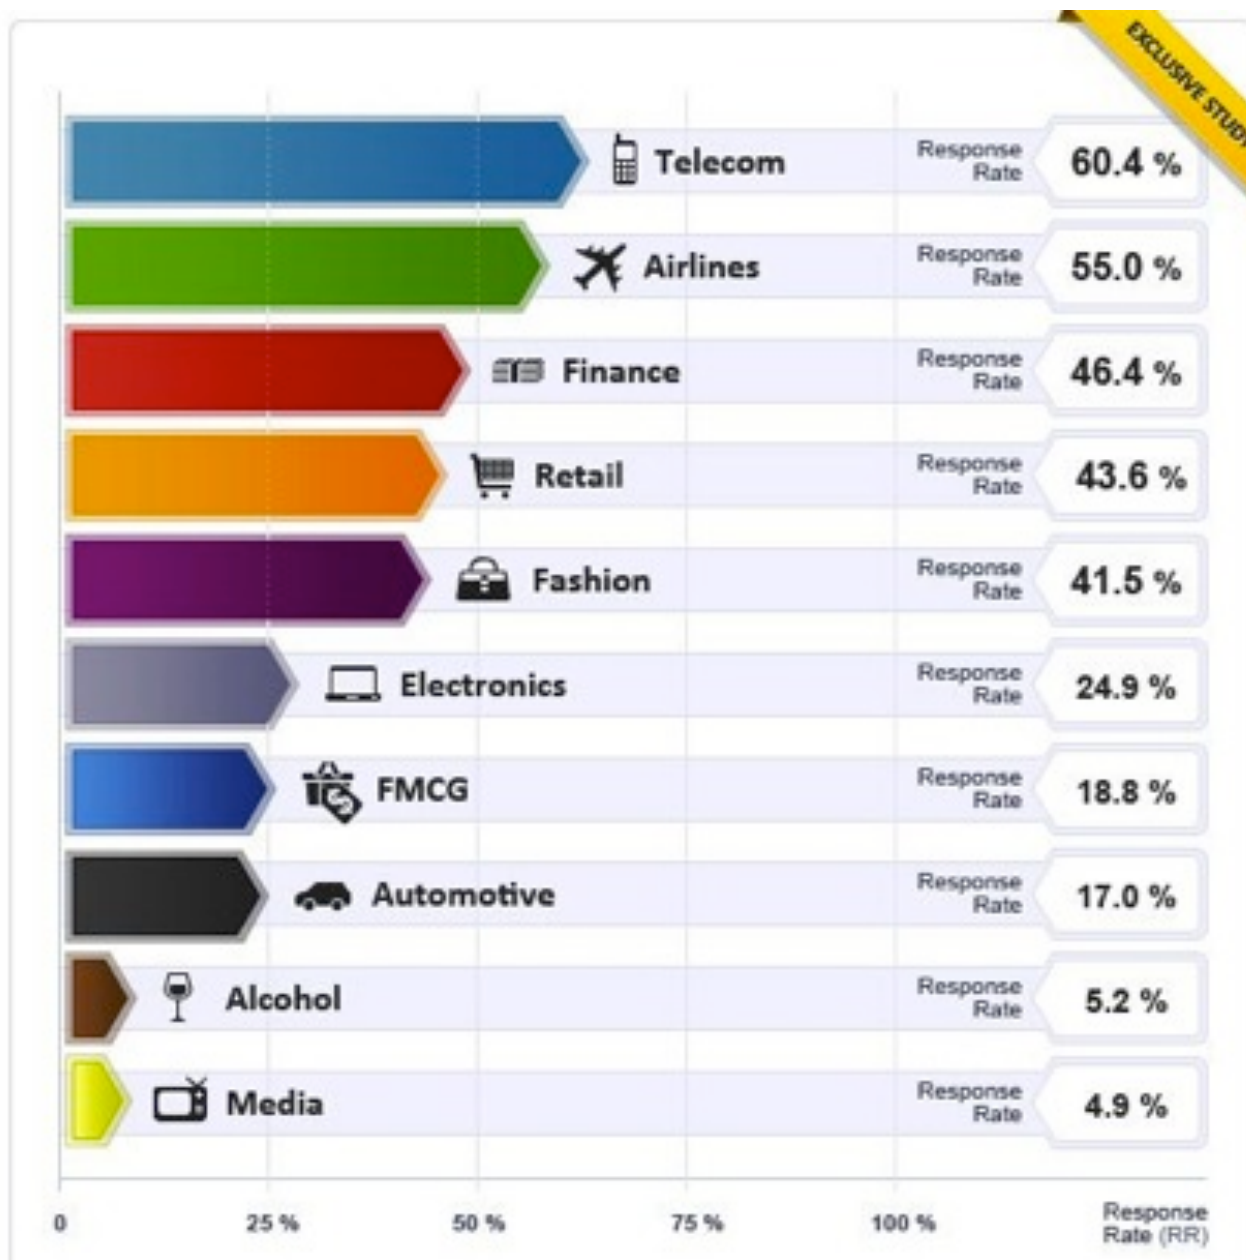 EXCLUSIVE STUDY
Telecom
Response
Rate
60.4 %
Airlines
Response
Rate
55.0 %
Finance
Response
Rate
46.4 %
Retail
Response
Rate
43.6 %
Fashion
Response
Rate
41.5 %
Electronics
Response
Rate
24.9 %
FMCG
Response
Rate
18.8 %
Automotive
Response
Rate
17.0 %
Alcohol
Response
Rate
5.2 %
Media
Response
Rate
4.9 %
0 25 % 50 % 75 % 100 %
Response
Rate (RR)